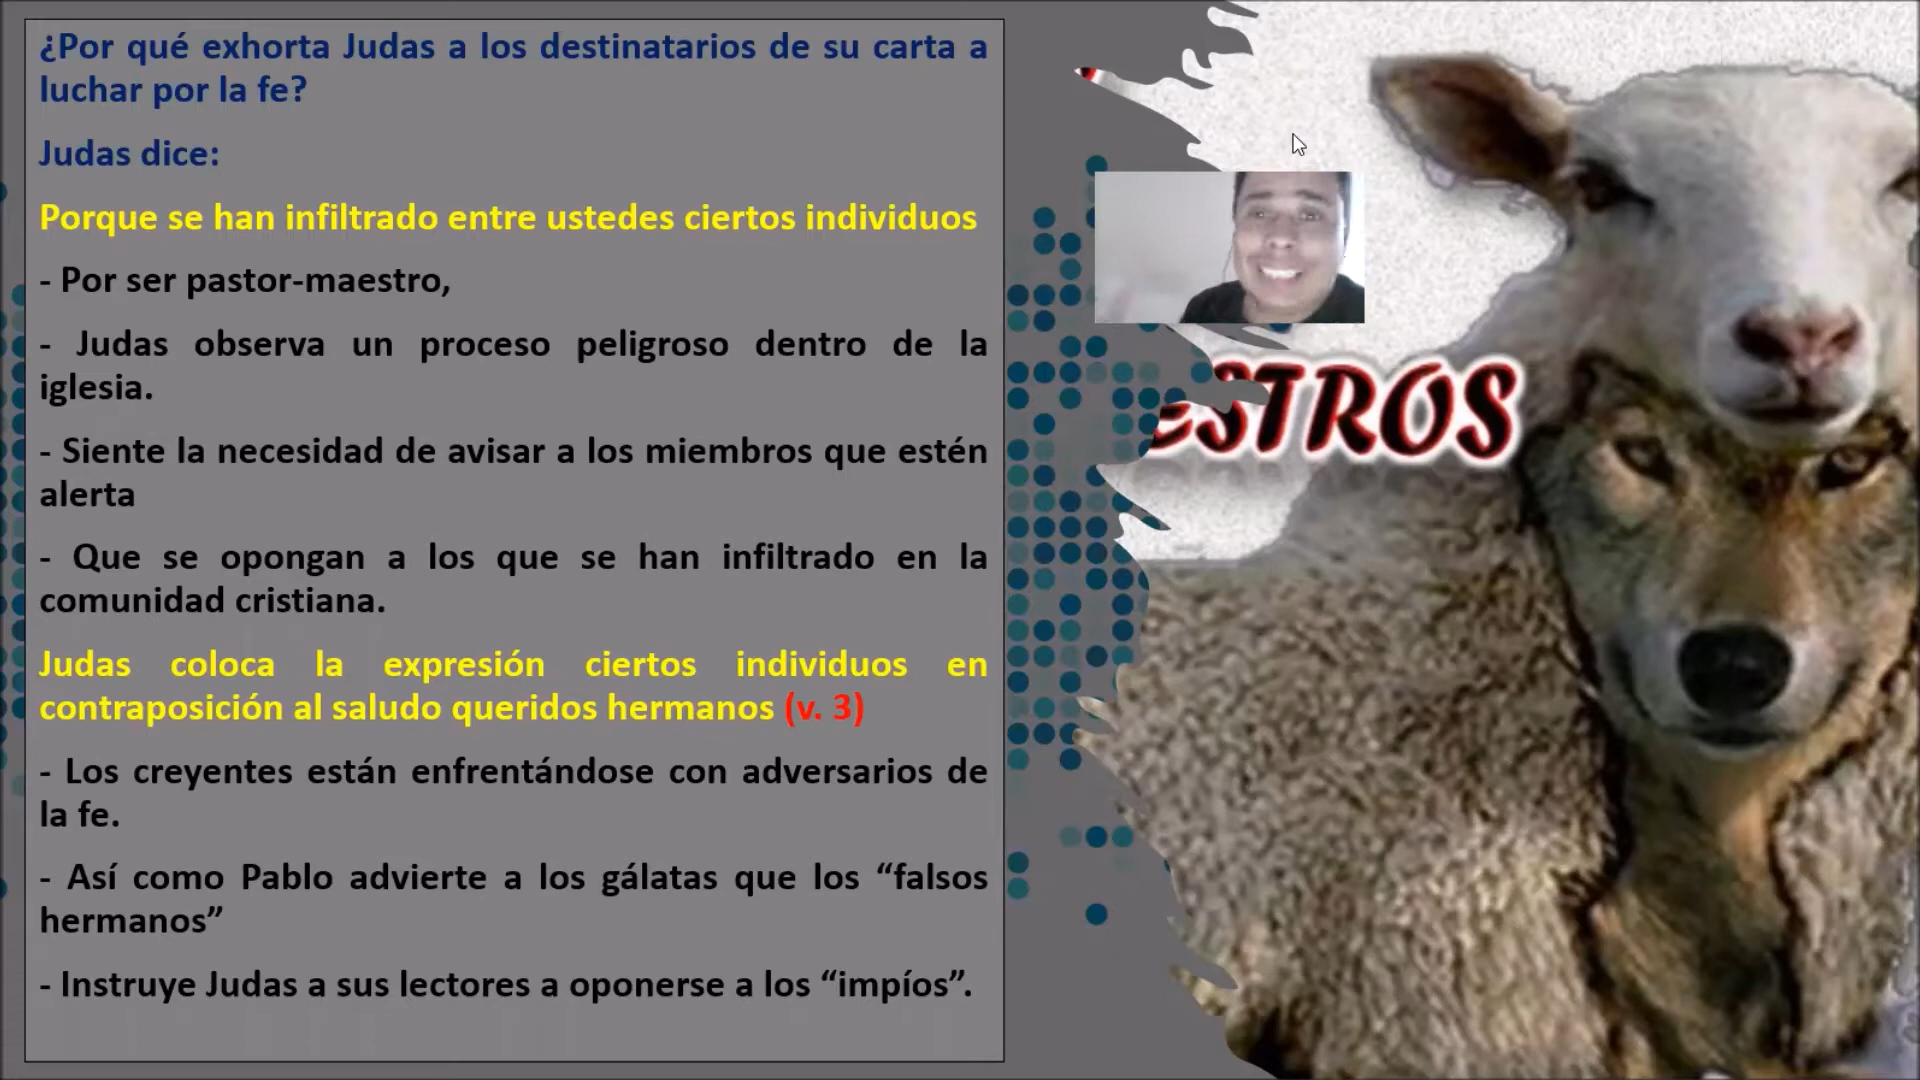 ¿Por qué exhorta Judas a los destinatarios de su carta a
luchar por la fe?
Judas dice:
Porque se han infiltrado entre ustedes ciertos individuos
- Por ser pastor-maestro,
- Judas observa un proceso peligroso dentro de la
iglesia.
- Siente la necesidad de avisar a los miembros que estén
alerta
- Que se opongan a los que se han infiltrado en la
comunidad cristiana.
Judas coloca la expresión ciertos individuos en
contraposición al saludo queridos hermanos (v. 3)
- Los creyentes están enfrentándose con adversarios de
la fe.
- Así como Pablo advierte a los gálatas que los “falsos
hermanos”
- Instruye Judas a sus lectores a oponerse a los “impíos”.
ESTROS